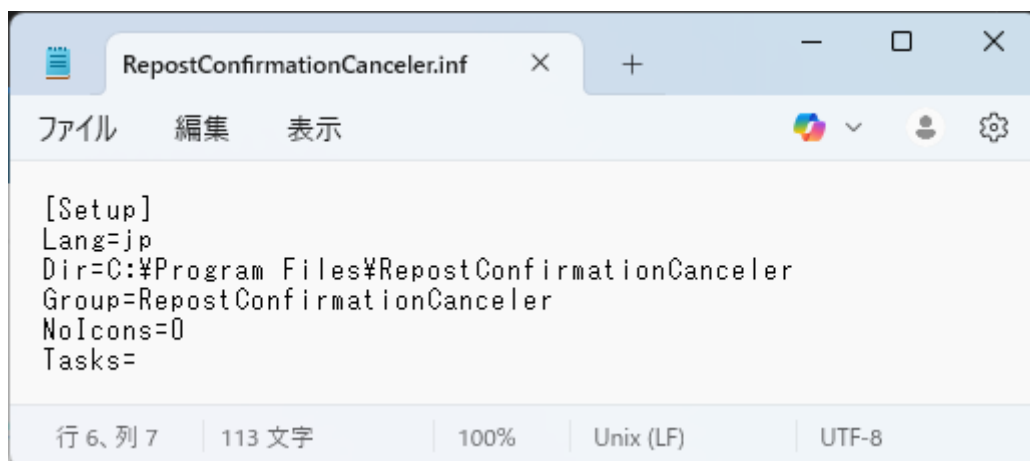 RepostConfirmationCanceler.inf
ファイル 編集 表示
[Setup]
Lang=jp
Dir=C:¥Program Files¥RepostConfirmationCanceler
Group=RepostConfirmationCanceler
NoIcons=0
Tasks=
行 6、列 7 113 文字 100% Unix (LF) UTF-8